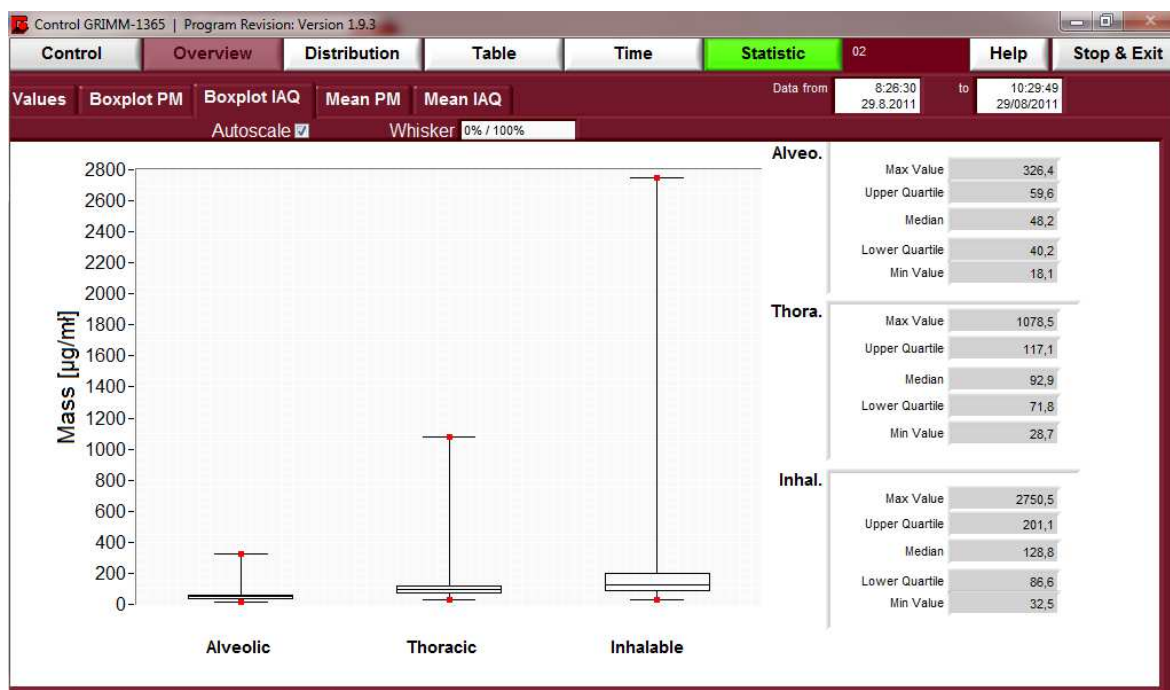 Control GRIMM-1365 | Program Revision: Version 1.9.3
Control Overview Distribution Table Time Statistic 02 Help Stop & Exit
Values Boxplot PM Boxplot IAQ Mean PM Mean IAQ
Data from 8:26:30 29.8.2011 to 10:29:49 29/08/2011
Autoscale Whisker 0% / 100%
Mass [µg/mł]
2800
2600
2400
2200
2000
1800
1600
1400
1200
1000
800
600
400
200
0
Alveolic Thoracic Inhalable
Alveo.
Max Value 326,4
Upper Quartile 59,6
Median 48,2
Lower Quartile 40,2
Min Value 18,1
Thora.
Max Value 1078,5
Upper Quartile 117,1
Median 92,9
Lower Quartile 71,8
Min Value 28,7
Inhal.
Max Value 2750,5
Upper Quartile 201,1
Median 128,8
Lower Quartile 86,6
Min Value 32,5